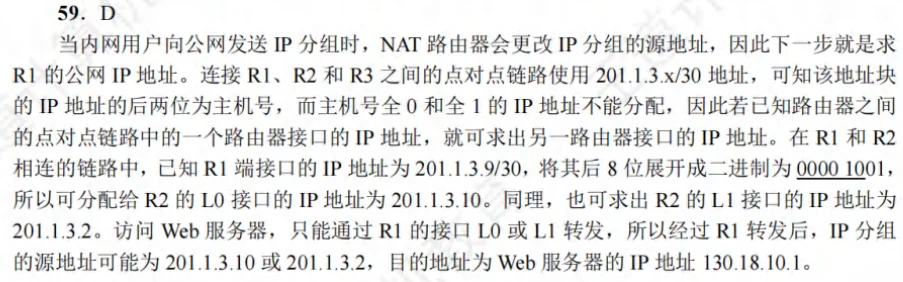 59．D
当内网用户向公网发送 IP 分组时，NAT 路由器会更改 IP 分组的源地址，因此下一步就是求
R1 的公网 IP 地址。连接 R1、R2 和 R3 之间的点对点链路使用 201.1.3.x/30 地址，可知该地址块
的 IP 地址的后两位为主机号，而主机号全 0 和全 1 的 IP 地址不能分配，因此若已知路由器之间
的点对点链路中的一个路由器接口的 IP 地址，就可求出另一路由器接口的 IP 地址。在 R1 和 R2
相连的链路中，已知 R1 端接口的 IP 地址为 201.1.3.9/30，将其后 8 位展开成二进制为 0000 1001，
所以可分配给 R2 的 L0 接口的 IP 地址为 201.1.3.10。同理，也可求出 R2 的 L1 接口的 IP 地址为
201.1.3.2。访问 Web 服务器，只能通过 R1 的接口 L0 或 L1 转发，所以经过 R1 转发后，IP 分组
的源地址可能为 201.1.3.10 或 201.1.3.2，目的地址为 Web 服务器的 IP 地址 130.18.10.1。